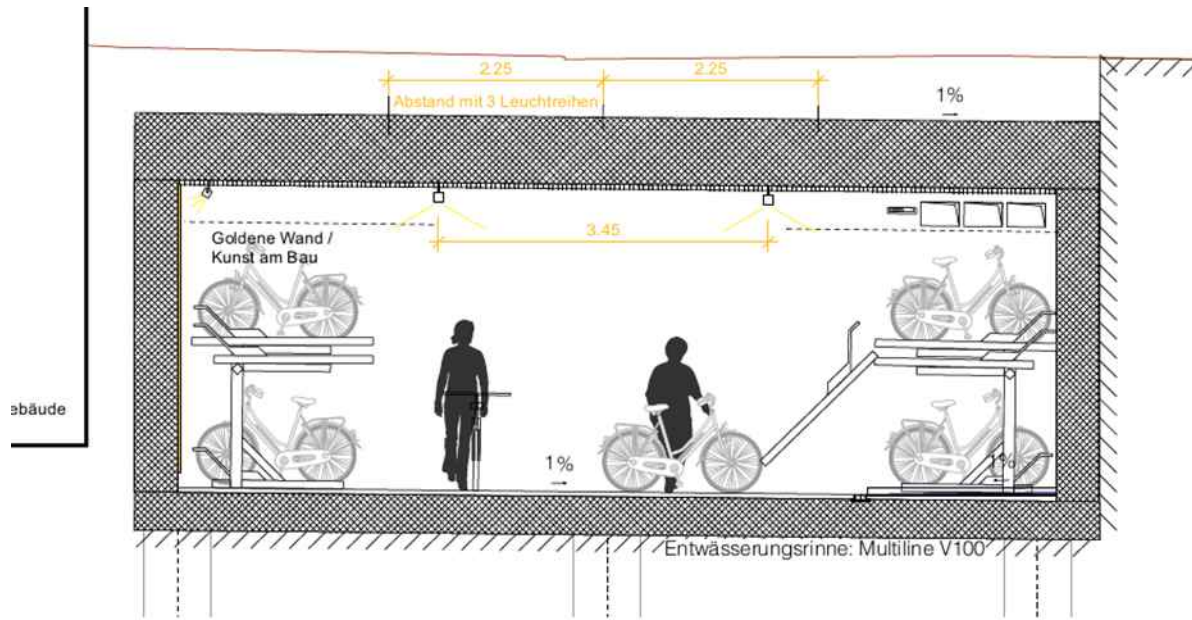 2.25
2.25
Abstand mit 3 Leuchtreihen
1%
3.45
Goldene Wand /
Kunst am Bau
ebäude
1%
1%
Entwässerungsrinne: Multiline V100